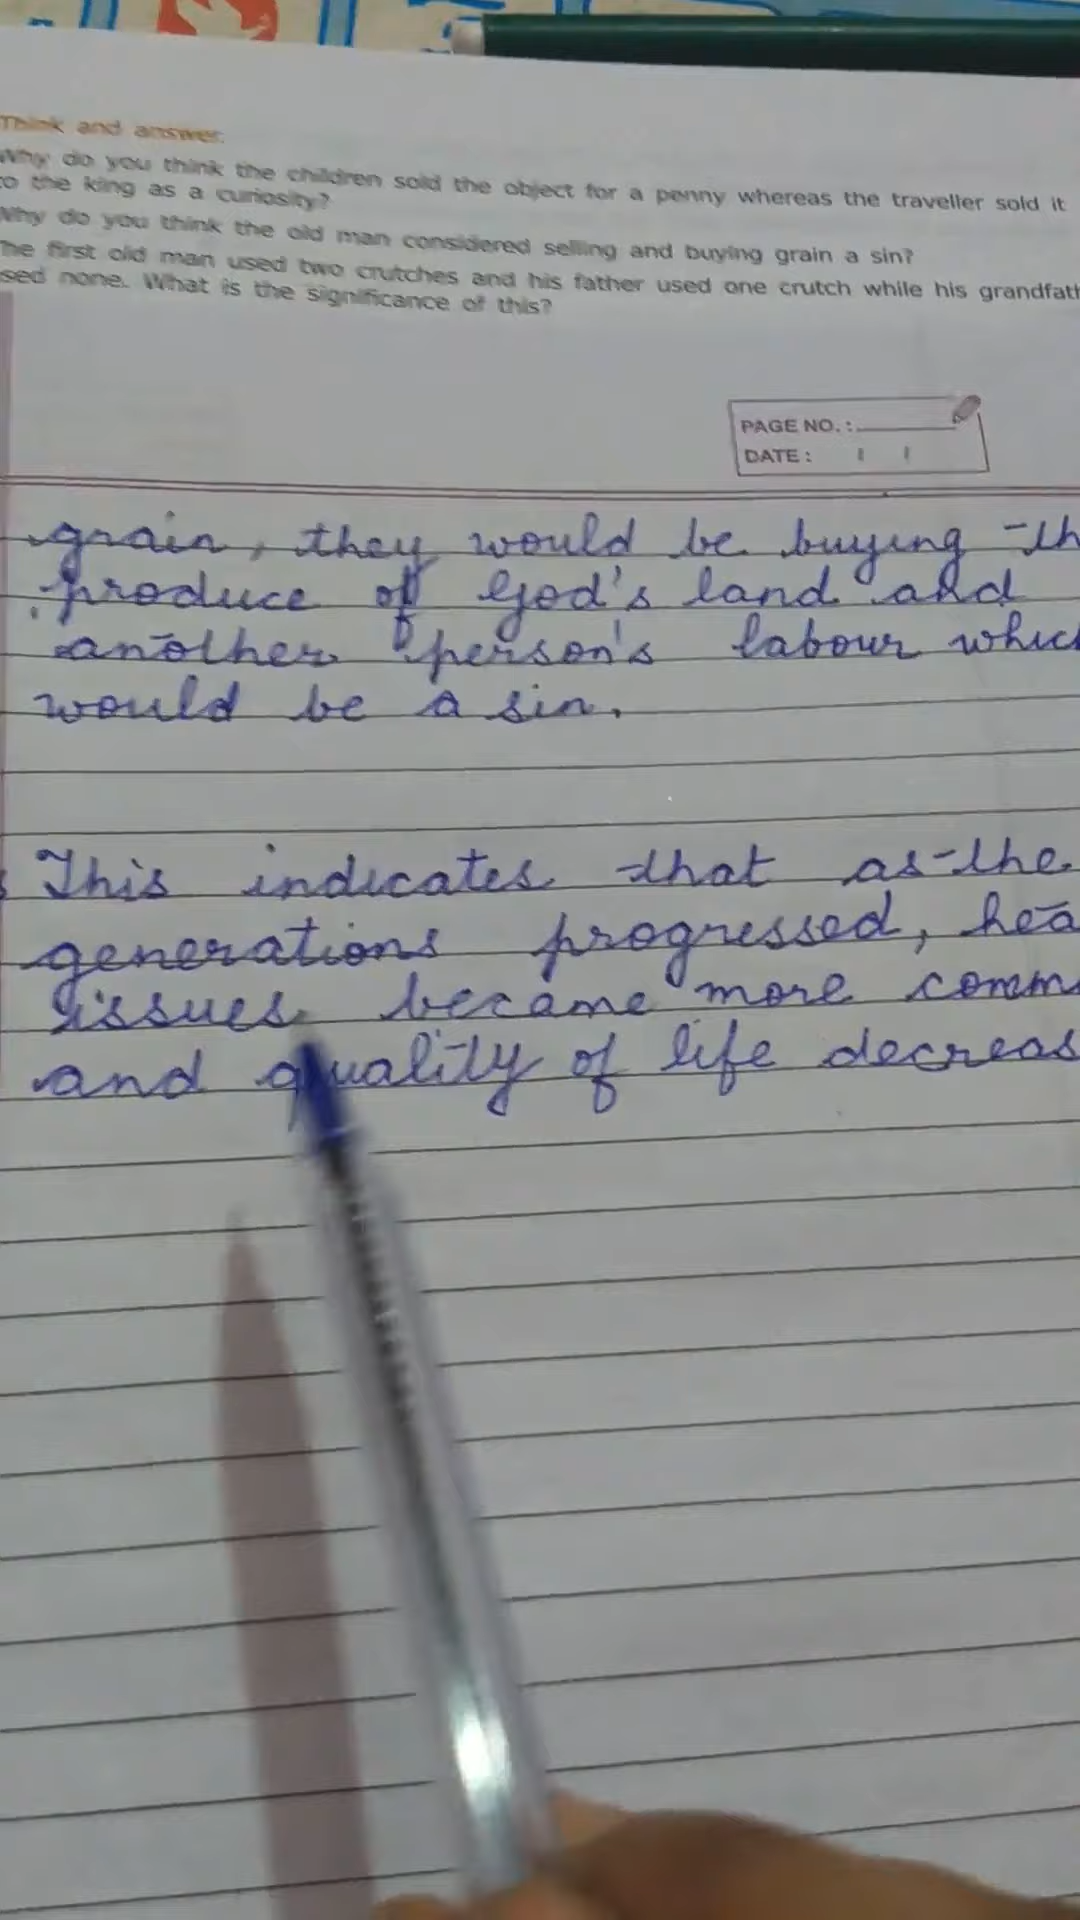 Think and answer.
Why do you think the children sold the object for a penny whereas the traveller sold it
to the king as a curiosity?
Why do you think the old man considered selling and buying grain a sin?
The first old man used two crutches and his father used one crutch while his grandfath
sed none. What is the significance of this?
PAGE NO.:
DATE:
grain, they would be buying th
produce of God's land and
another person's labour which
would be a sin.
This indicates that as the
generations progressed, hea
issues became more comm
and quality of life decreas